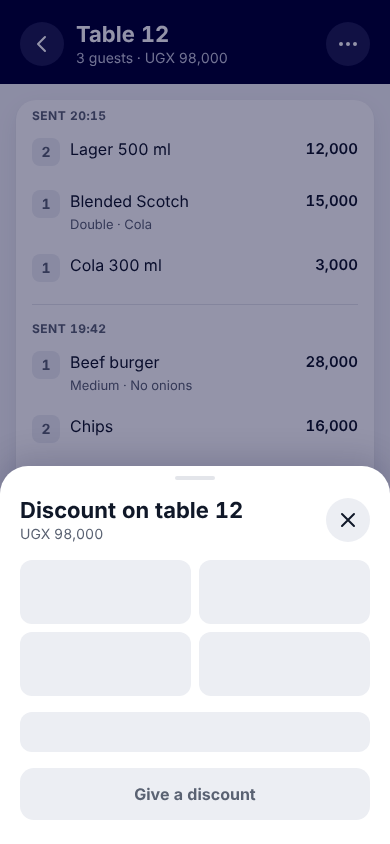 Table 12
3 guests · UGX 98,000
SENT 20:15
2 Lager 500 ml 12,000
1 Blended Scotch 15,000
Double · Cola
1 Cola 300 ml 3,000
SENT 19:42
1 Beef burger 28,000
Medium · No onions
2 Chips 16,000
Discount on table 12
UGX 98,000
Give a discount